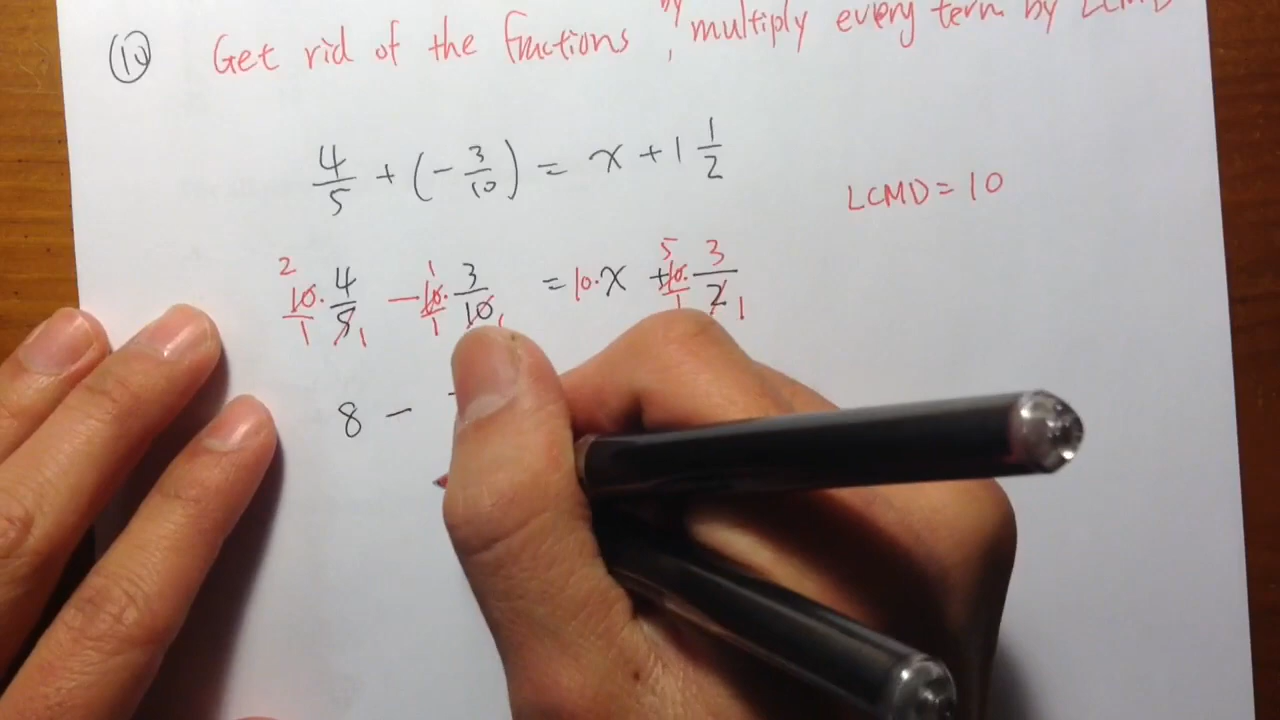 ⑩ Get rid of the fractions by, multiply every term by LCMD
4/5 + (-3/10) = x + 1 1/2
LCMD = 10
2 10/1 · 4/5 1 - 1 10/1 · 3/10 1 = 10 · x + 5 10/1 · 3/2 1
8 -